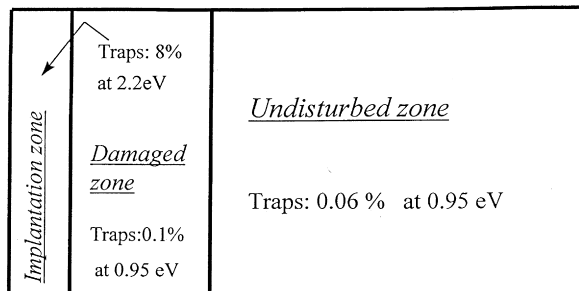 Implantation zone
Traps: 8%
at 2.2eV
Damaged
zone
Traps:0.1%
at 0.95 eV
Undisturbed zone
Traps: 0.06 % at 0.95 eV